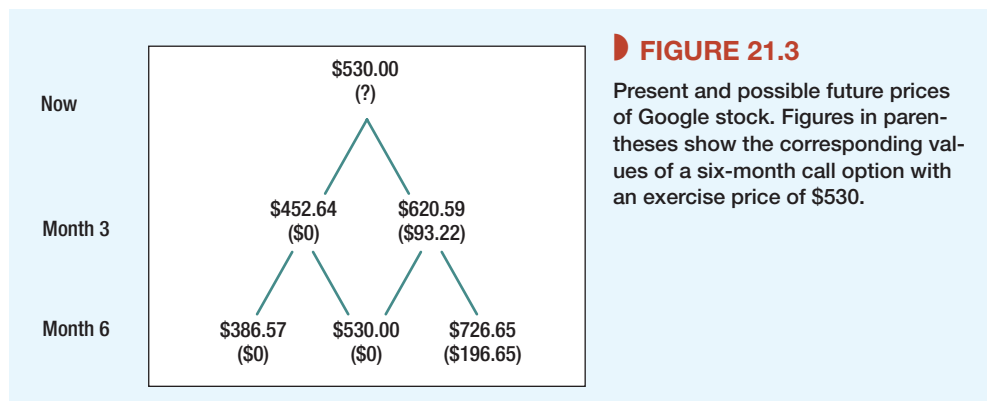 FIGURE 21.3
Present and possible future prices
of Google stock. Figures in paren-
theses show the corresponding val-
ues of a six-month call option with
an exercise price of $530.
Now
$530.00
(?)
Month 3
$452.64 $620.59
($0) ($93.22)
Month 6
$386.57 $530.00 $726.65
($0) ($0) ($196.65)